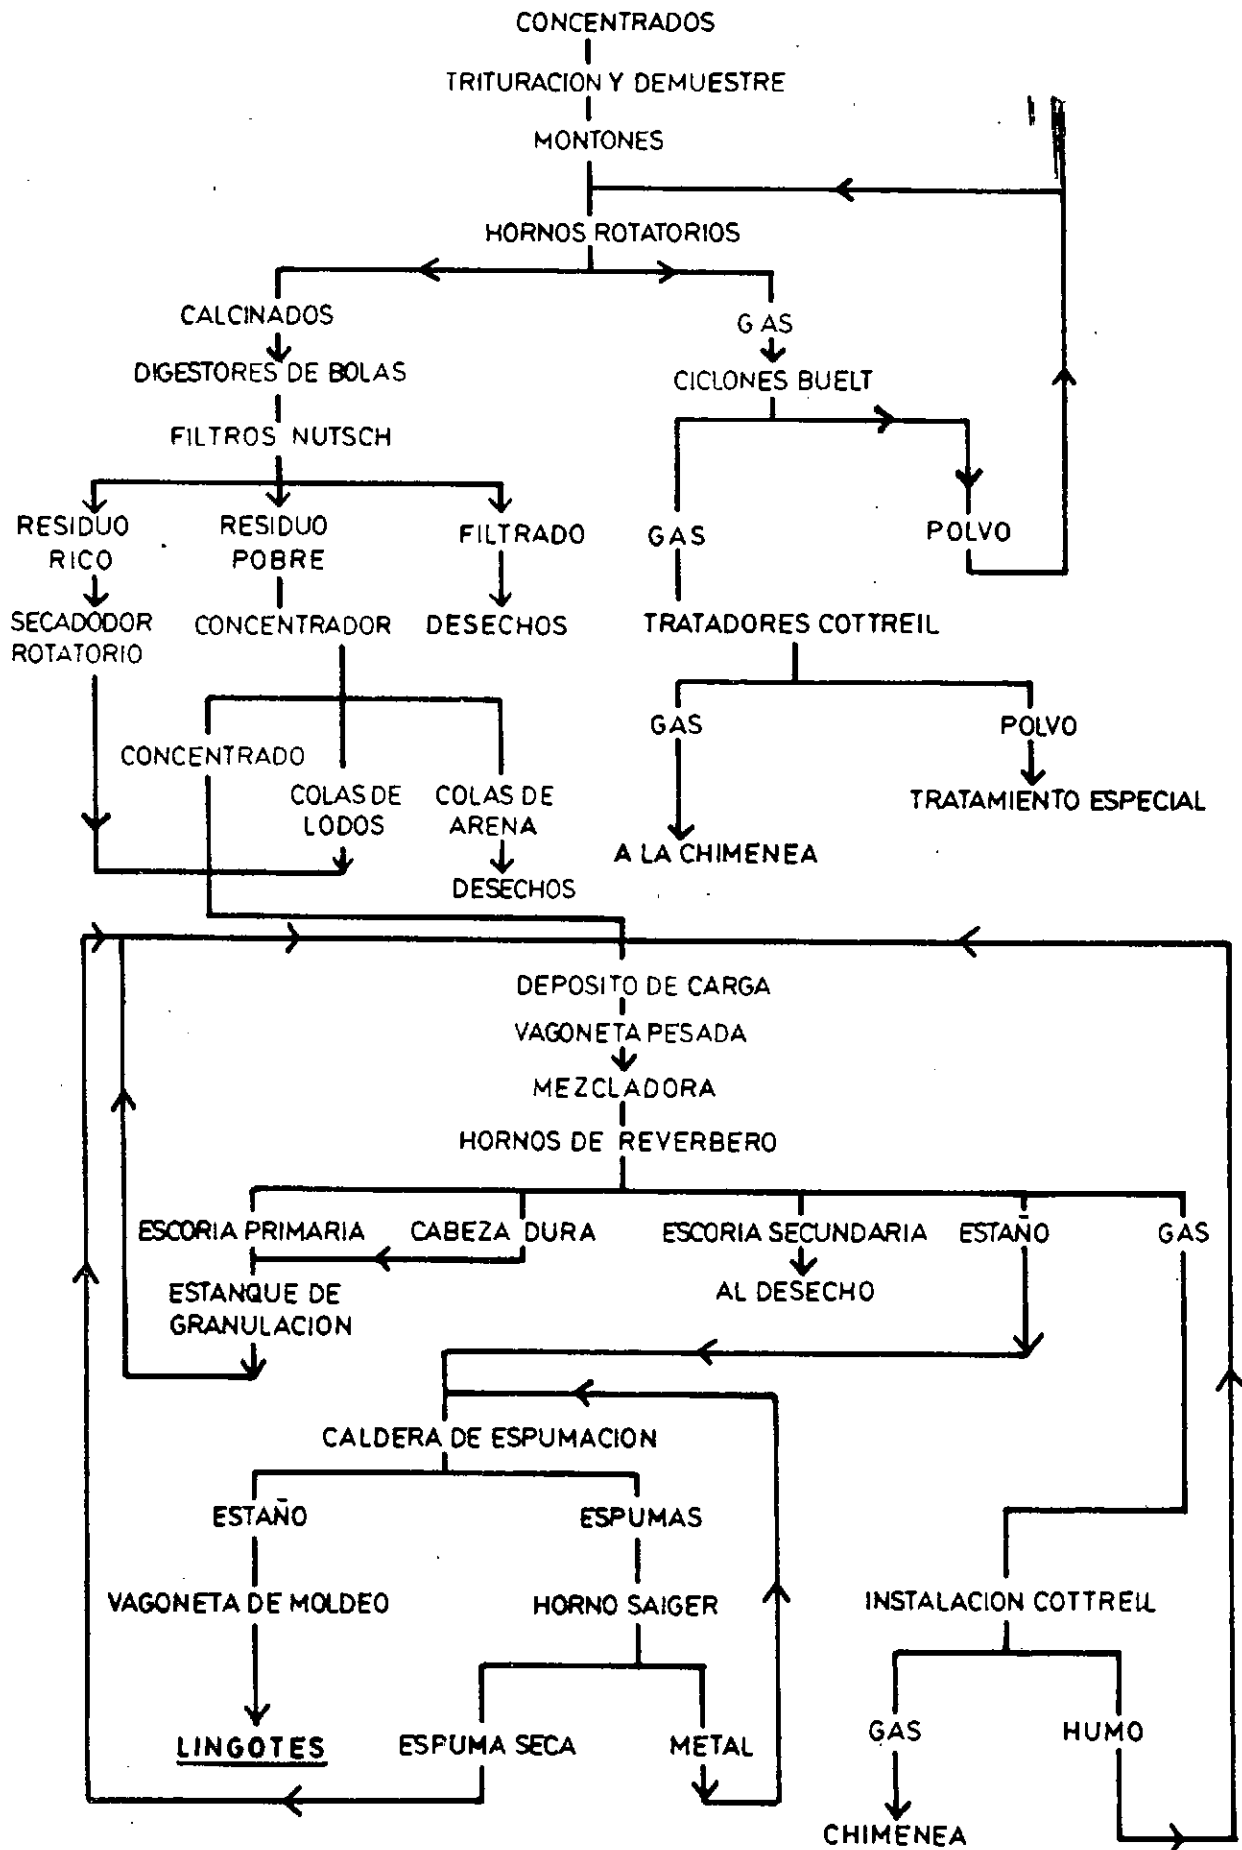 CONCENTRADOS
TRITURACION Y DEMUESTRE
MONTONES
HORNOS ROTATORIOS
CALCINADOS
GAS
DIGESTORES DE BOLAS
CICLONES BUELT
FILTROS NUTSCH
RESIDUO
RICO
RESIDUO
POBRE
FILTRADO
GAS
POLVO
SECADODOR
ROTATORIO
CONCENTRADOR
DESECHOS
TRATADORES COTTREIL
GAS
POLVO
CONCENTRADO
COLAS DE
LODOS
COLAS DE
ARENA
TRATAMIENTO ESPECIAL
A LA CHIMENEA
DESECHOS
DEPOSITO DE CARGA
VAGONETA PESADA
MEZCLADORA
HORNOS DE REVERBERO
ESCORIA PRIMARIA
CABEZA DURA
ESCORIA SECUNDARIA
ESTAÑO
GAS
ESTANQUE DE
GRANULACION
AL DESECHO
CALDERA DE ESPUMACION
ESTAÑO
ESPUMAS
VAGONETA DE MOLDEO
HORNO SAIGER
INSTALACION COTTREIL
LINGOTES
ESPUMA SECA
METAL
GAS
HUMO
CHIMENEA